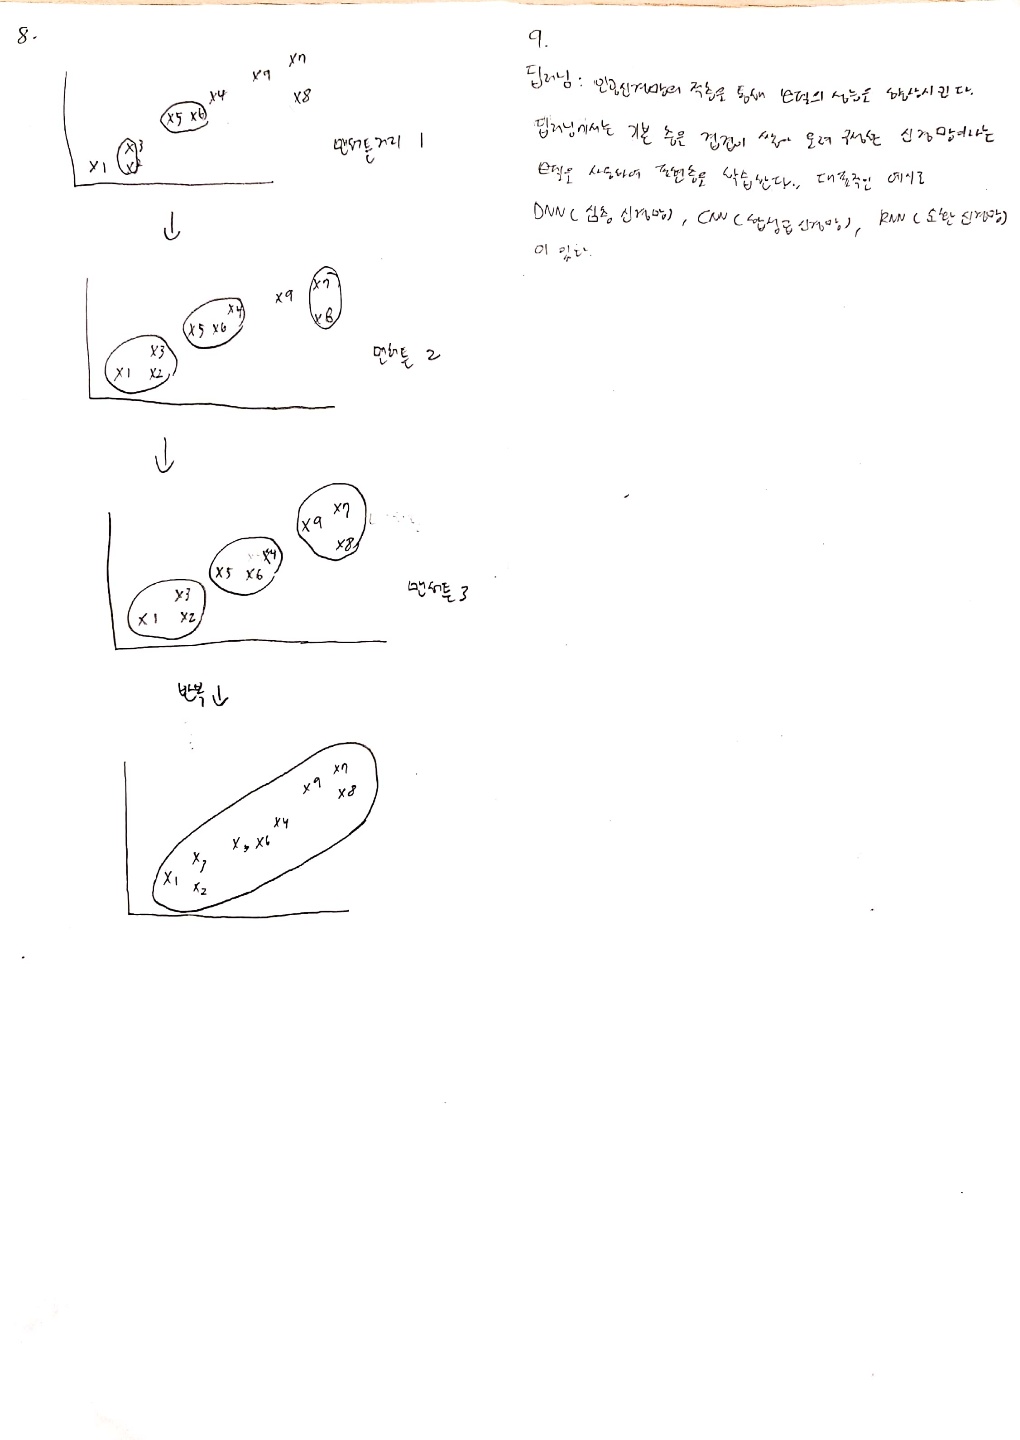 8.
x7
x9
x4
x8
x5 x6
x3
x1 x2
맨허튼거리 1
↓
x7
x9
x4
x8
x5 x6
x3
x1 x2
맨허튼 2
↓
x7
x9
x8
x4
x5 x6
x3
x1 x2
맨허튼 3
반복 ↓
x7
x9
x8
x4
x5 x6
x3
x1
x2
9.
딥러닝: 인공신경망의 적층을 통해 모델의 성능을 향상시킨다.
딥러닝에서는 기본 층을 겹겹이 쌓아 올려 구성한 신경망이라는
모델을 사용하여 표현층을 학습한다. 대표적인 예시로
DNN (심층 신경망), CNN (합성곱 신경망), RNN (순환 신경망)
이 있다.